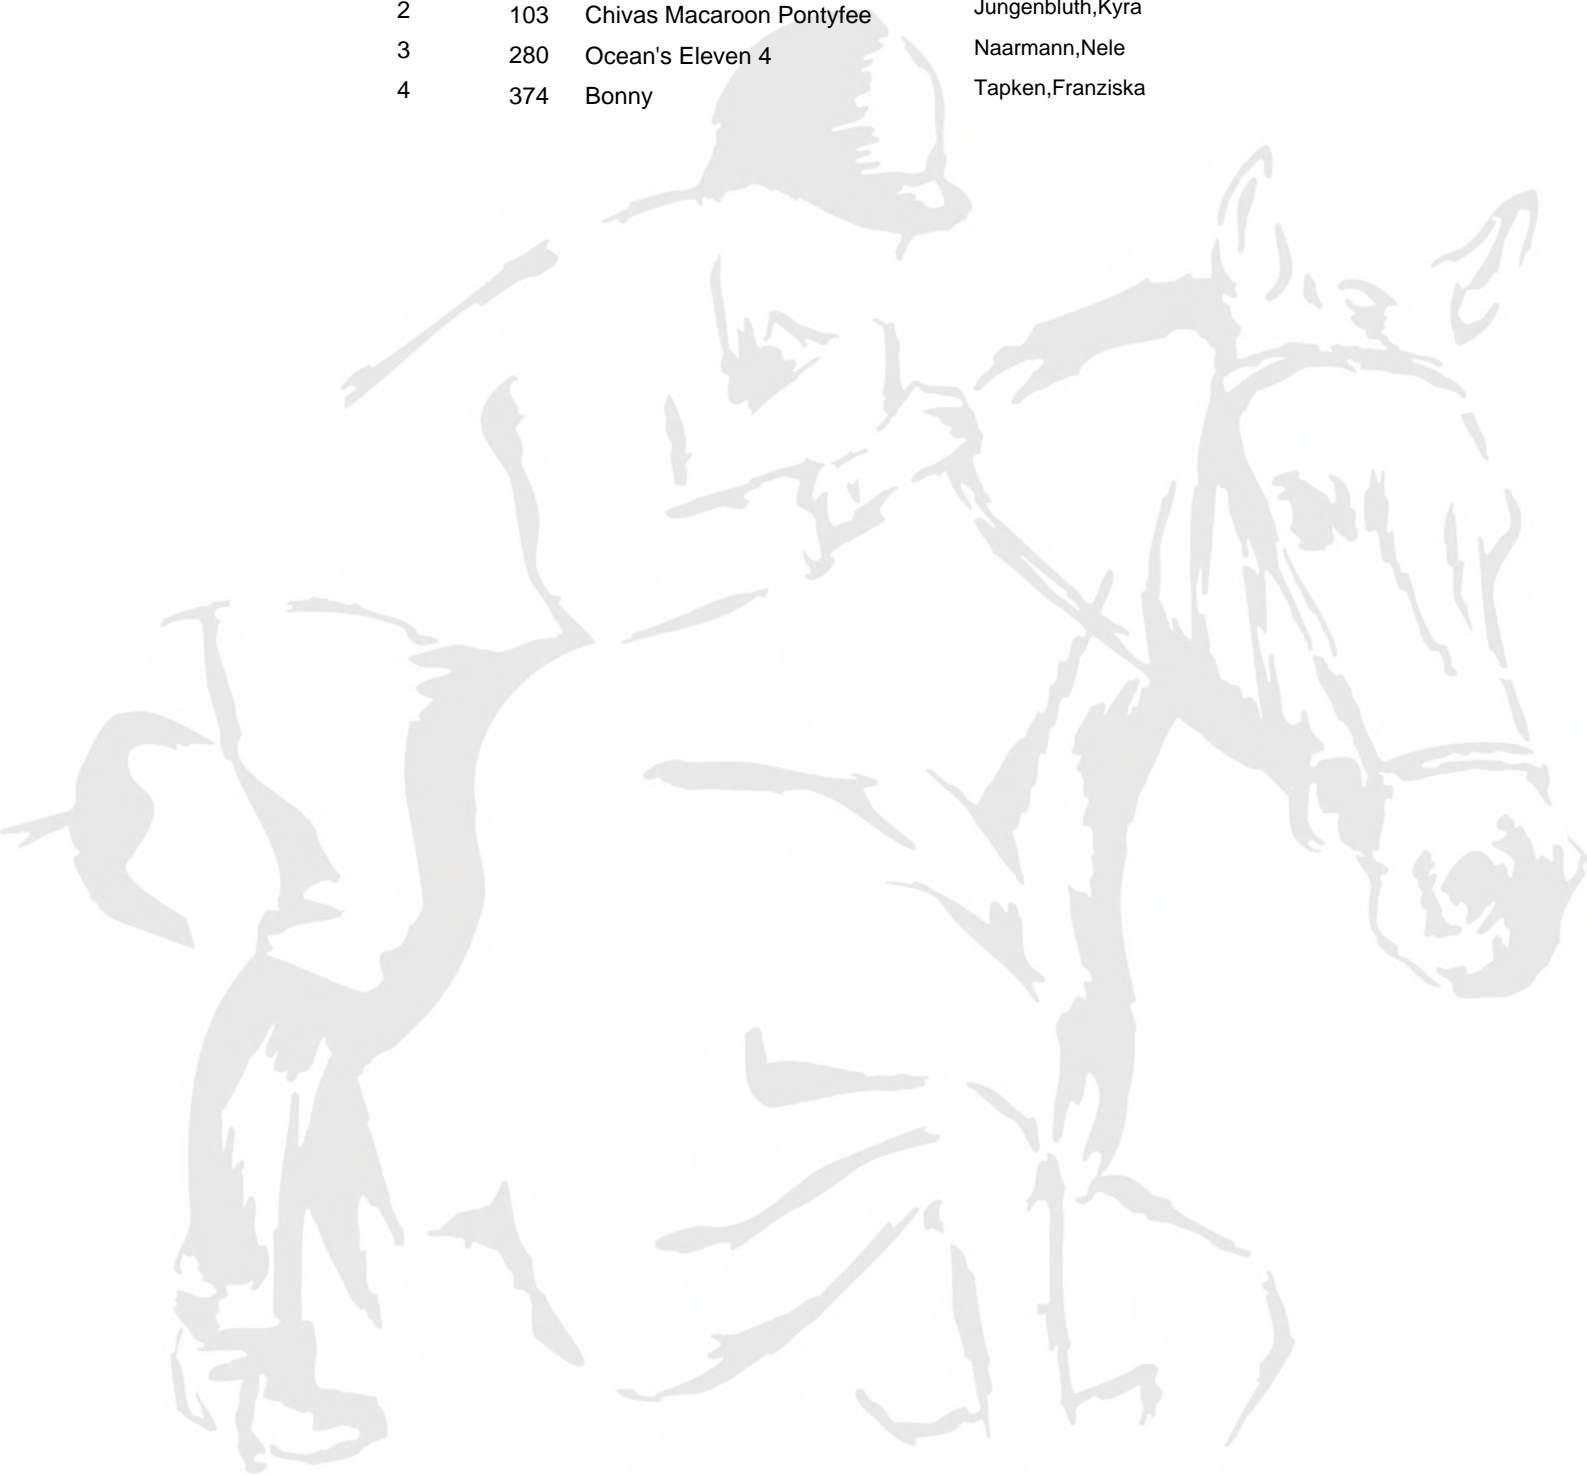 2 103 Chivas Macaroon Pontyfee Jungenbluth,Kyra
3 280 Ocean's Eleven 4 Naarmann,Nele
4 374 Bonny Tapken,Franziska